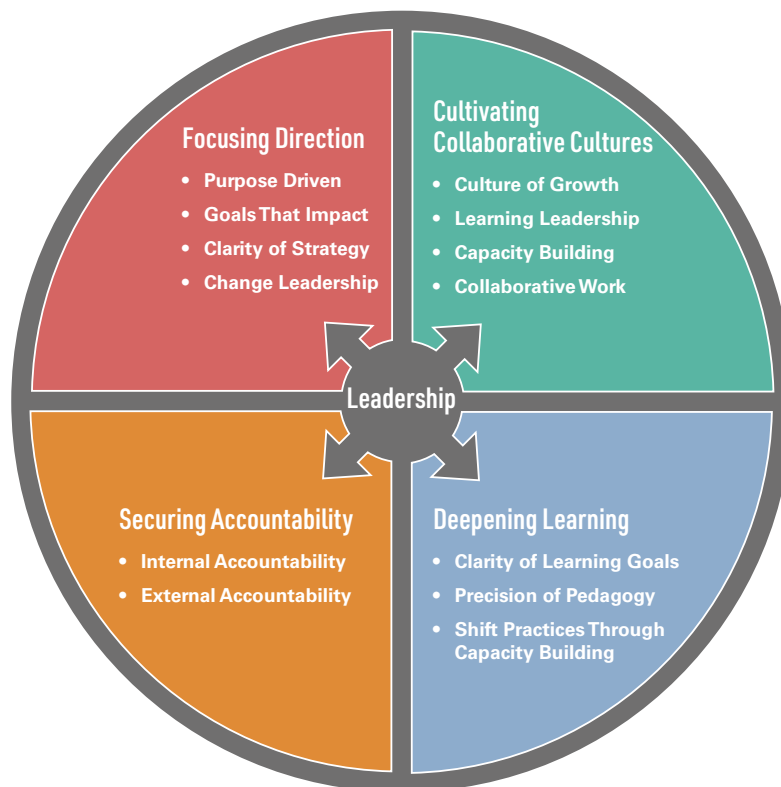 Focusing Direction
• Purpose Driven
• Goals That Impact
• Clarity of Strategy
• Change Leadership
Cultivating
Collaborative Cultures
• Culture of Growth
• Learning Leadership
• Capacity Building
• Collaborative Work
Leadership
Securing Accountability
• Internal Accountability
• External Accountability
Deepening Learning
• Clarity of Learning Goals
• Precision of Pedagogy
• Shift Practices Through
Capacity Building